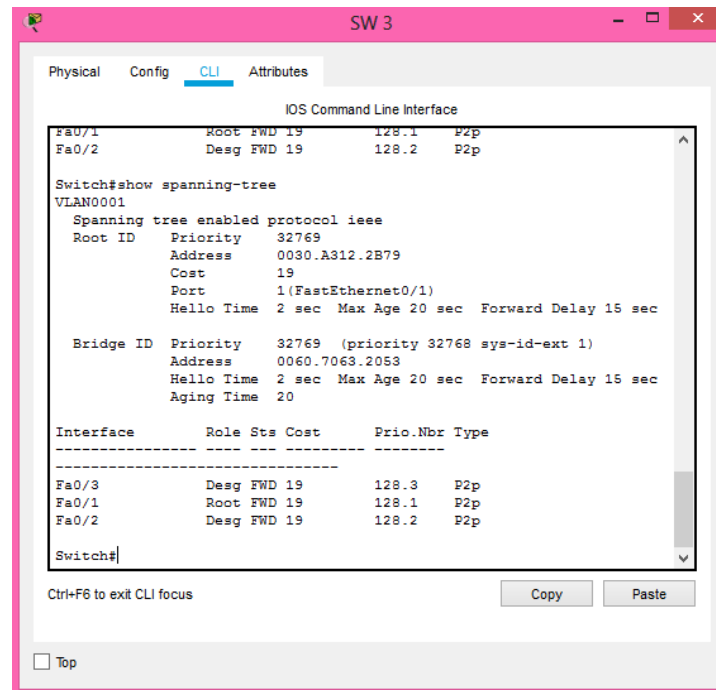 SW 3
Physical Config CLI Attributes
IOS Command Line Interface
Fa0/1 Root FWD 19 128.1 P2p
Fa0/2 Desg FWD 19 128.2 P2p
Switch#show spanning-tree
VLAN0001
Spanning tree enabled protocol ieee
Root ID Priority 32769
Address 0030.A312.2B79
Cost 19
Port 1(FastEthernet0/1)
Hello Time 2 sec Max Age 20 sec Forward Delay 15 sec
Bridge ID Priority 32769 (priority 32768 sys-id-ext 1)
Address 0060.7063.2053
Hello Time 2 sec Max Age 20 sec Forward Delay 15 sec
Aging Time 20
Interface Role Sts Cost Prio.Nbr Type
---------------- ---- --- --------- --------
--------------------------------
Fa0/3 Desg FWD 19 128.3 P2p
Fa0/1 Root FWD 19 128.1 P2p
Fa0/2 Desg FWD 19 128.2 P2p
Switch#
Ctrl+F6 to exit CLI focus Copy Paste
Top